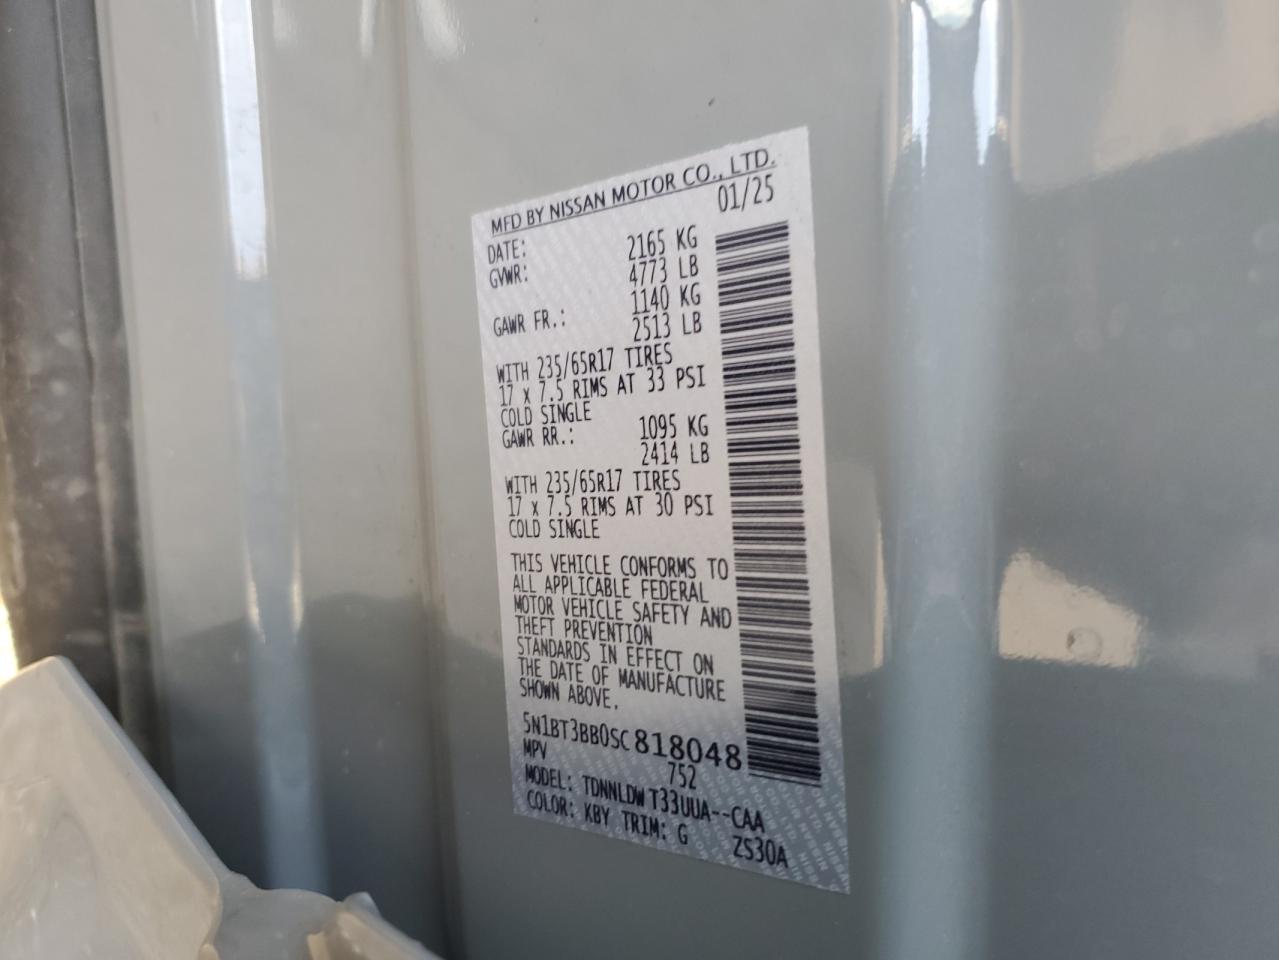 MFD BY NISSAN MOTOR CO., LTD.
DATE: 01/25
GVWR: 2165 KG
4773 LB
GAWR FR.: 1140 KG
2513 LB
WITH 235/65R17 TIRES
17 x 7.5 RIMS AT 33 PSI
COLD SINGLE
GAWR RR.: 1095 KG
2414 LB
WITH 235/65R17 TIRES
17 x 7.5 RIMS AT 30 PSI
COLD SINGLE
THIS VEHICLE CONFORMS TO
ALL APPLICABLE FEDERAL
MOTOR VEHICLE SAFETY AND
THEFT PREVENTION
STANDARDS IN EFFECT ON
THE DATE OF MANUFACTURE
SHOWN ABOVE.
5N1BT3BB0SC818048
MPV 752
MODEL: TDNNLDW T33UUA--CAA
COLOR: KBY TRIM: G ZS30A